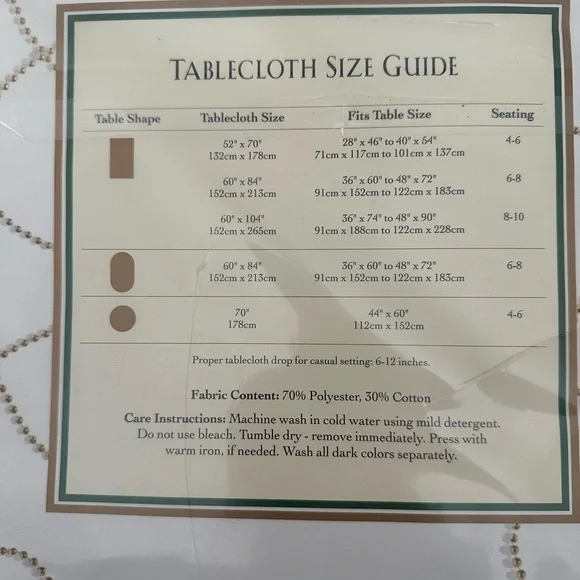 TABLECLOTH SIZE GUIDE
Table Shape Tablecloth Size Fits Table Size Seating
52" x 70" 28" x 46" to 40" x 54" 4-6
132cm x 178cm 71cm x 117cm to 101cm x 137cm
60" x 84" 36" x 60" to 48" x 72" 6-8
152cm x 213cm 91cm x 152cm to 122cm x 183cm
60" x 104" 36" x 74" to 48" x 90" 8-10
152cm x 265cm 91cm x 188cm to 122cm x 228cm
60" x 84" 36" x 60" to 48" x 72" 6-8
152cm x 213cm 91cm x 152cm to 122cm x 183cm
70" 44" x 60" 4-6
178cm 112cm x 152cm
Proper tablecloth drop for casual setting: 6-12 inches.
Fabric Content: 70% Polyester, 30% Cotton
Care Instructions: Machine wash in cold water using mild detergent.
Do not use bleach. Tumble dry - remove immediately. Press with
warm iron, if needed. Wash all dark colors separately.